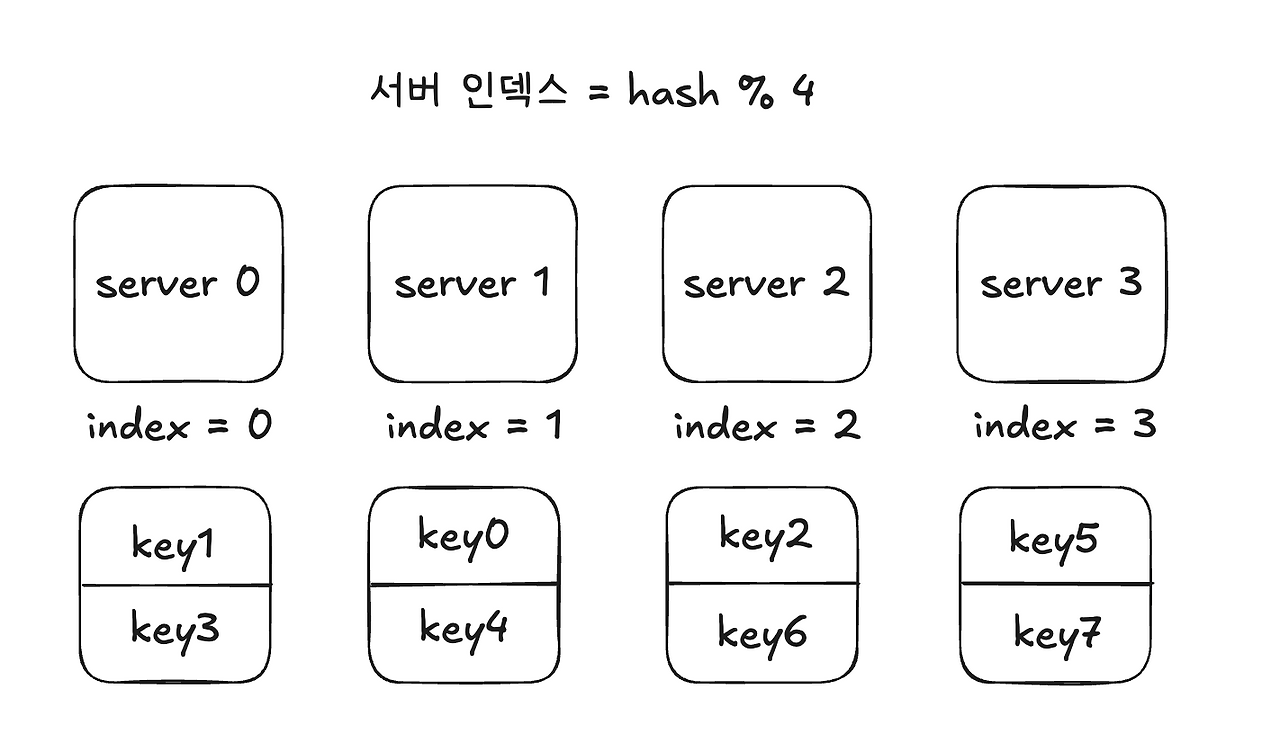 서버 인덱스 = hash % 4
server 0 server 1 server 2 server 3
index = 0 index = 1 index = 2 index = 3
key1 key0 key2 key5
key3 key4 key6 key7